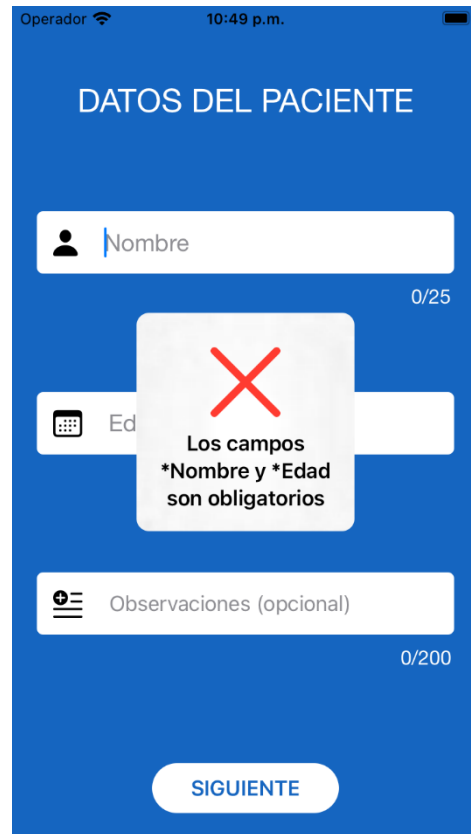 Operador 10:49 p.m.
DATOS DEL PACIENTE
Nombre
0/25
Ed
Los campos
*Nombre y *Edad
son obligatorios
Observaciones (opcional)
0/200
SIGUIENTE